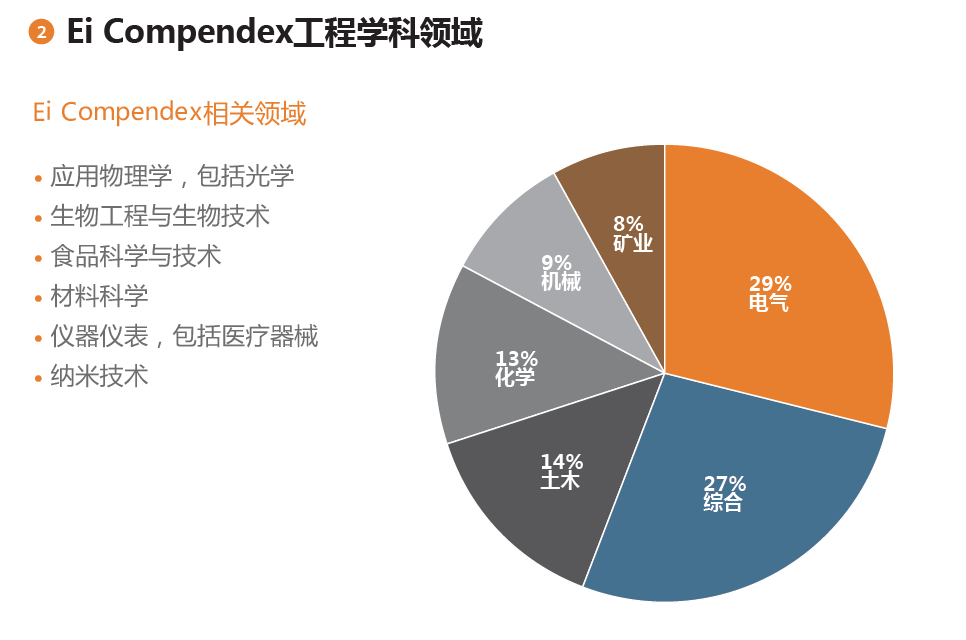 2 Ei Compendex工程学科领域
Ei Compendex相关领域
• 应用物理学，包括光学
• 生物工程与生物技术
• 食品科学与技术
• 材料科学
• 仪器仪表，包括医疗器械
• 纳米技术
8%
矿业
9%
机械
29%
电气
13%
化学
14%
土木
27%
综合